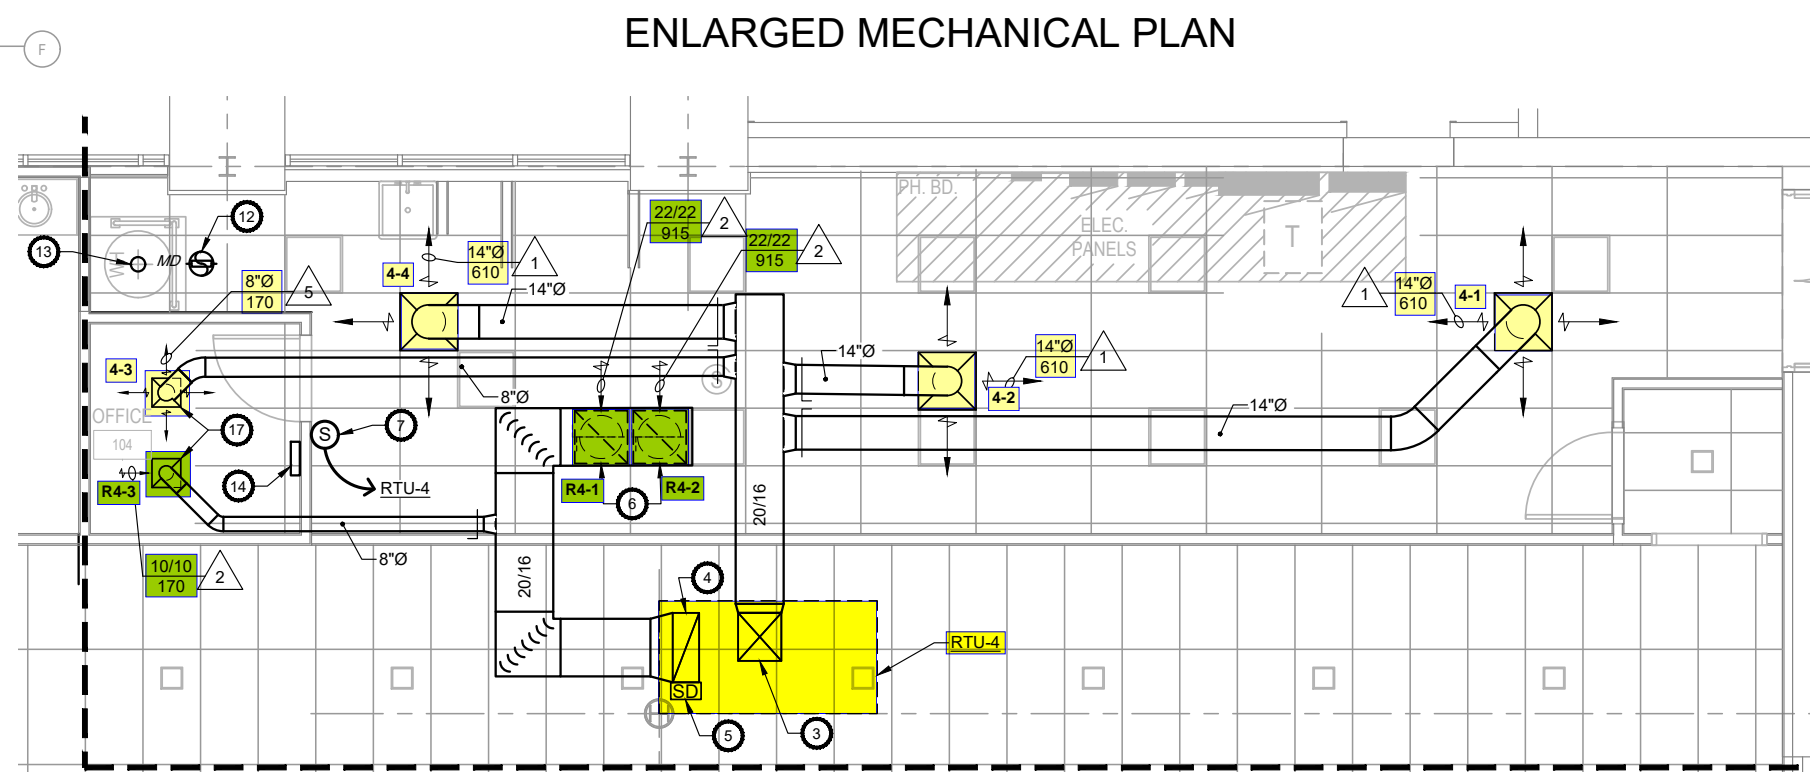 ENLARGED MECHANICAL PLAN
F
PH. BD.
ELEC.
PANELS
T
12
13
WH
MD
8"Ø
170
5
4-4
14"Ø
610
1
14"Ø
22/22
915
2
22/22
915
2
1
14"Ø
610
4-1
4-3
OFFICE
104
17
14
S
7
RTU-4
8"Ø
S
14"Ø
14"Ø
610
1
4-2
14"Ø
R4-3
10/10
170
2
8"Ø
R4-1
6
R4-2
20/16
20/16
4
SD
5
3
RTU-4
H